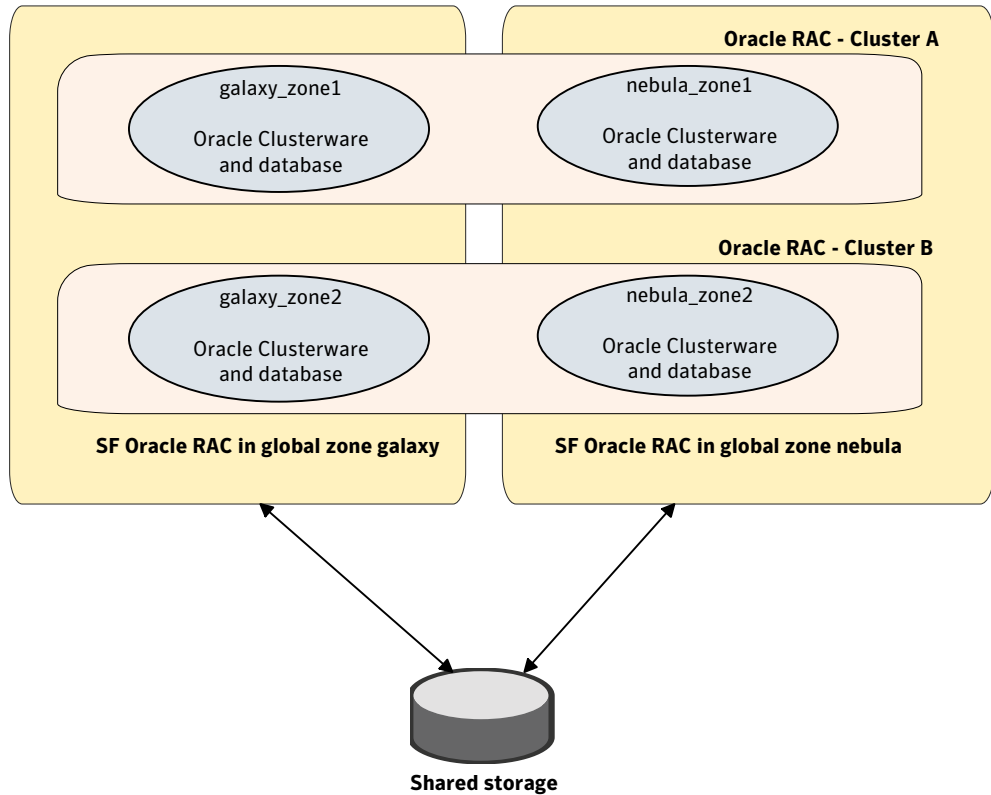 Oracle RAC - Cluster A
galaxy_zone1
Oracle Clusterware
and database
nebula_zone1
Oracle Clusterware
and database
Oracle RAC - Cluster B
galaxy_zone2
Oracle Clusterware
and database
nebula_zone2
Oracle Clusterware
and database
SF Oracle RAC in global zone galaxy
SF Oracle RAC in global zone nebula
Shared storage